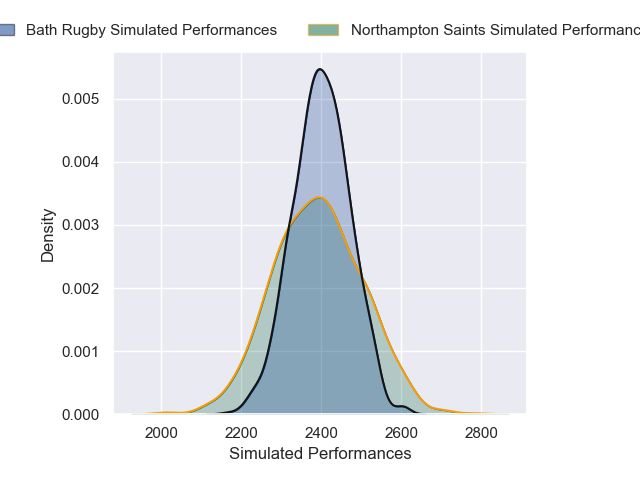 Bath Rugby Simulated Performances
Northampton Saints Simulated
0.005
0.004
0.003
0.002
0.001
0.000
Density
2000 2200 2400 2600 2800
Simulated Performances